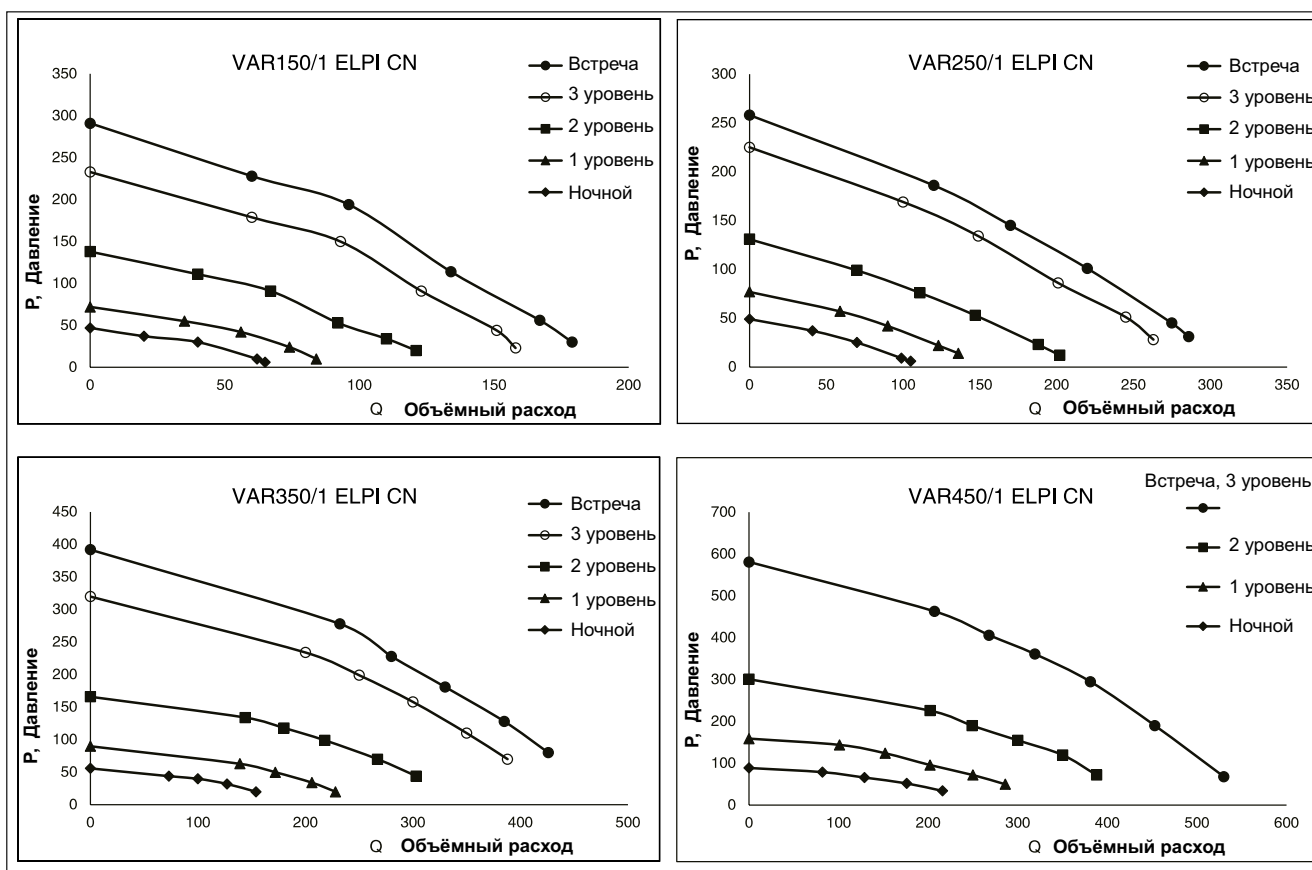 VAR150/1 ELPI CN
Встреча
3 уровень
2 уровень
1 уровень
Ночной
P, Давление
350
300
250
200
150
100
50
0
0 50 100 150 200
Q Объёмный расход
VAR250/1 ELPI CN
Встреча
3 уровень
2 уровень
1 уровень
Ночной
P, Давление
300
250
200
150
100
50
0
0 50 100 150 200 250 300 350
Q Объёмный расход
VAR350/1 ELPI CN
Встреча
3 уровень
2 уровень
1 уровень
Ночной
P, Давление
450
400
350
300
250
200
150
100
50
0
0 100 200 300 400 500
Q Объёмный расход
VAR450/1 ELPI CN
Встреча, 3 уровень
2 уровень
1 уровень
Ночной
P, Давление
700
600
500
400
300
200
100
0
0 100 200 300 400 500 600
Q Объёмный расход